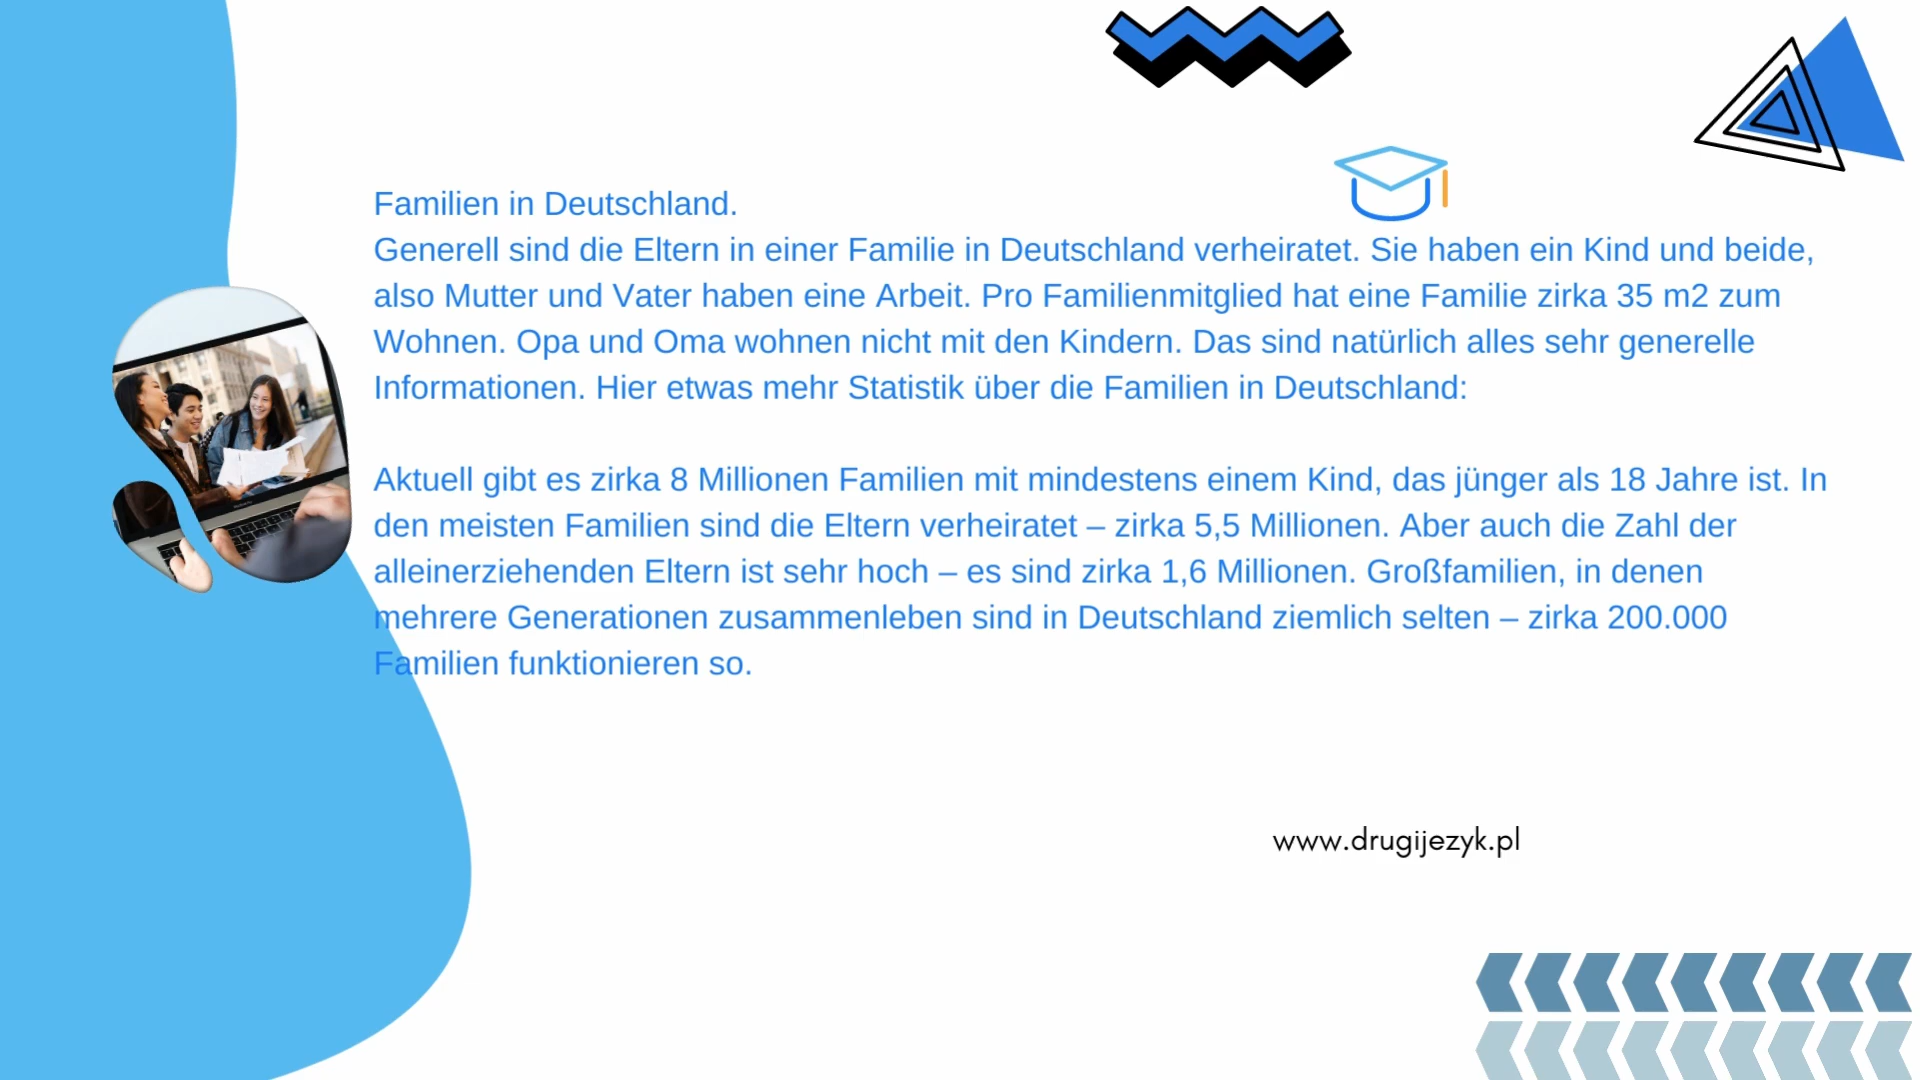 Familien in Deutschland.
Generell sind die Eltern in einer Familie in Deutschland verheiratet. Sie haben ein Kind und beide,
also Mutter und Vater haben eine Arbeit. Pro Familienmitglied hat eine Familie zirka 35 m2 zum
Wohnen. Opa und Oma wohnen nicht mit den Kindern. Das sind natürlich alles sehr generelle
Informationen. Hier etwas mehr Statistik über die Familien in Deutschland:
Aktuell gibt es zirka 8 Millionen Familien mit mindestens einem Kind, das jünger als 18 Jahre ist. In
den meisten Familien sind die Eltern verheiratet – zirka 5,5 Millionen. Aber auch die Zahl der
alleinerziehenden Eltern ist sehr hoch – es sind zirka 1,6 Millionen. Großfamilien, in denen
mehrere Generationen zusammenleben sind in Deutschland ziemlich selten – zirka 200.000
Familien funktionieren so.
www.drugijezyk.pl